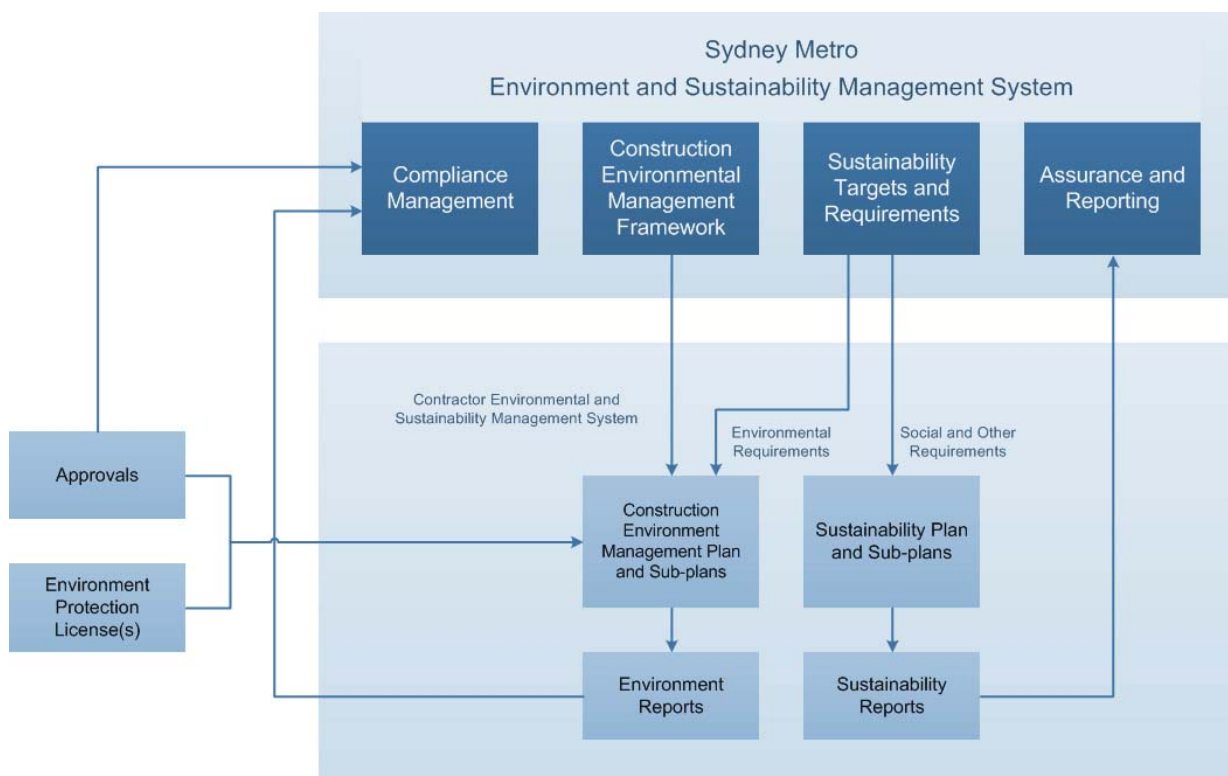 Sydney Metro
Environment and Sustainability Management System
Compliance
Management
Construction
Environmental
Management
Framework
Sustainability
Targets and
Requirements
Assurance and
Reporting
Contractor Environmental and
Sustainability Management System
Environmental
Requirements
Social and Other
Requirements
Approvals
Environment
Protection
License(s)
Construction
Environment
Management Plan
and Sub-plans
Sustainability Plan
and Sub-plans
Environment
Reports
Sustainability
Reports